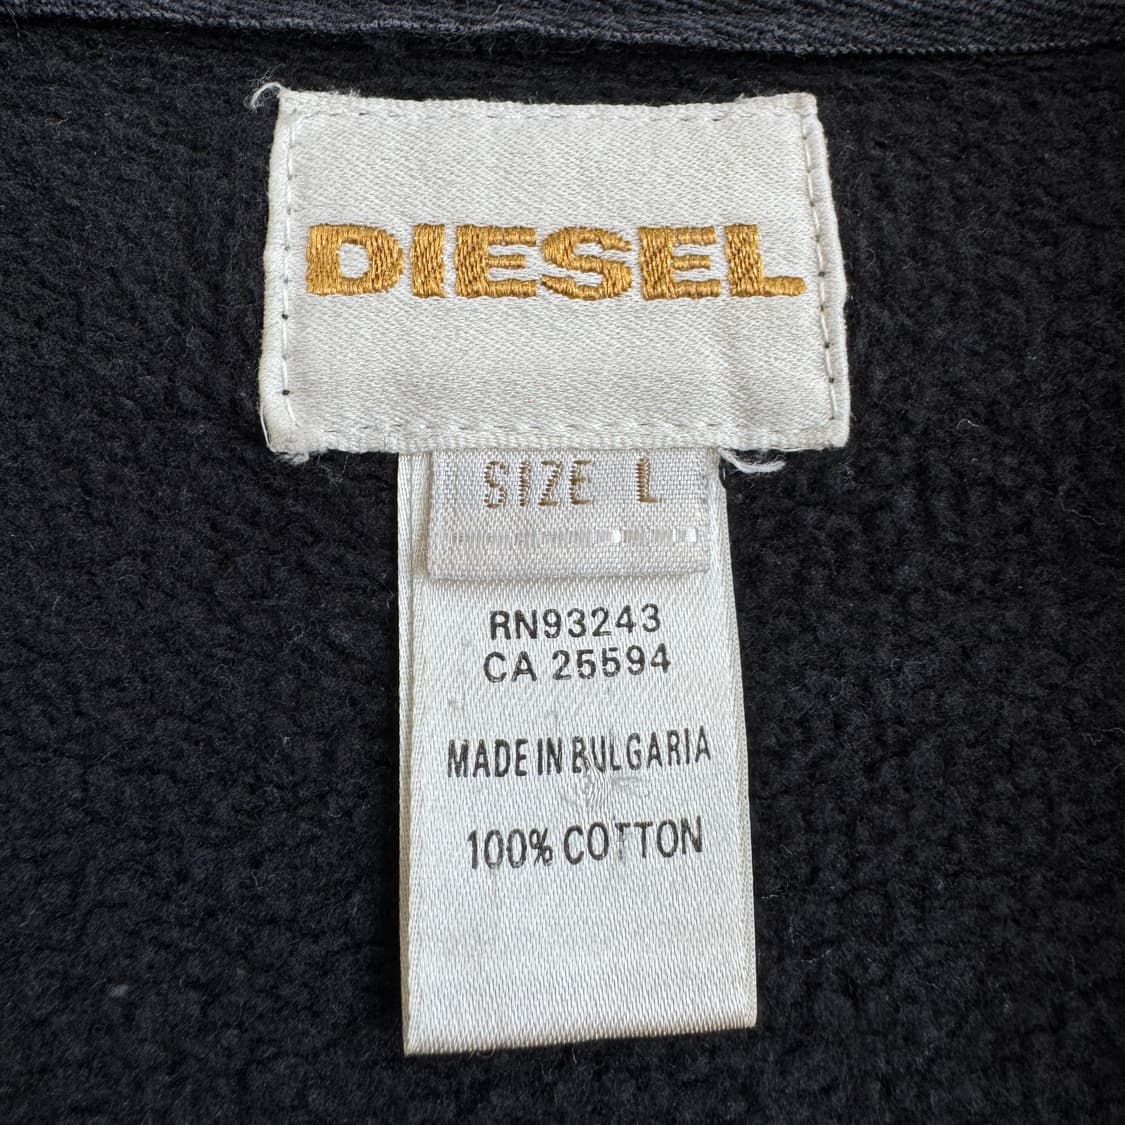 DIESEL
SIZE L
RN93243
CA 25594
MADE IN BULGARIA
100% COTTON